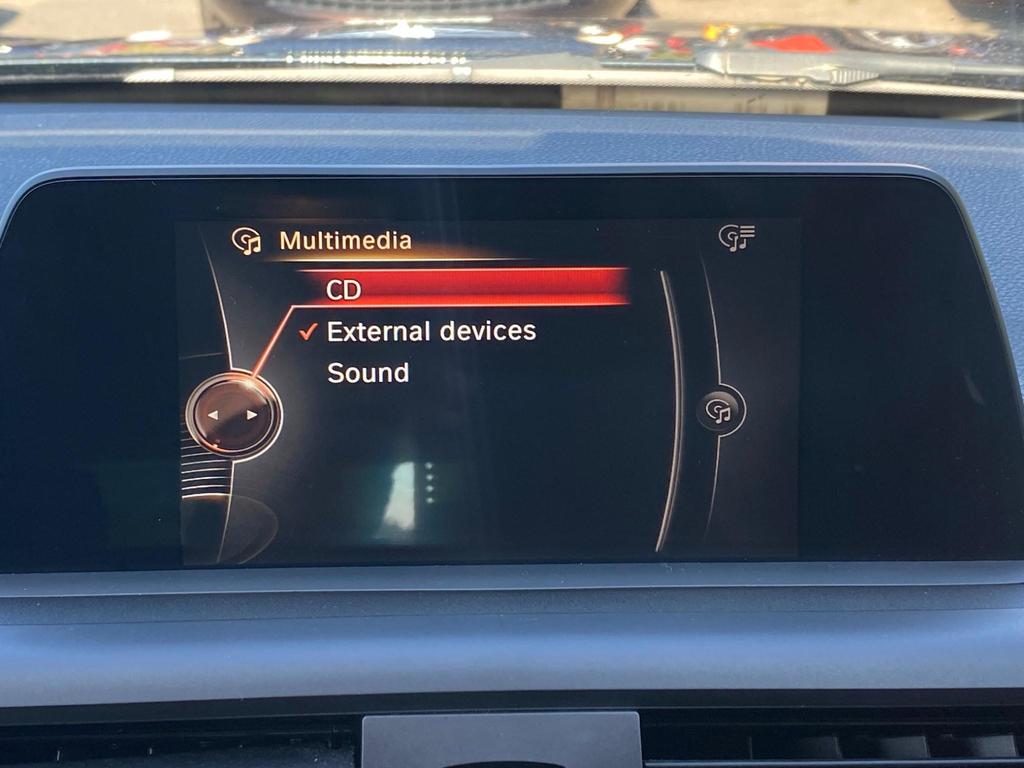 Multimedia
CD
External devices
Sound